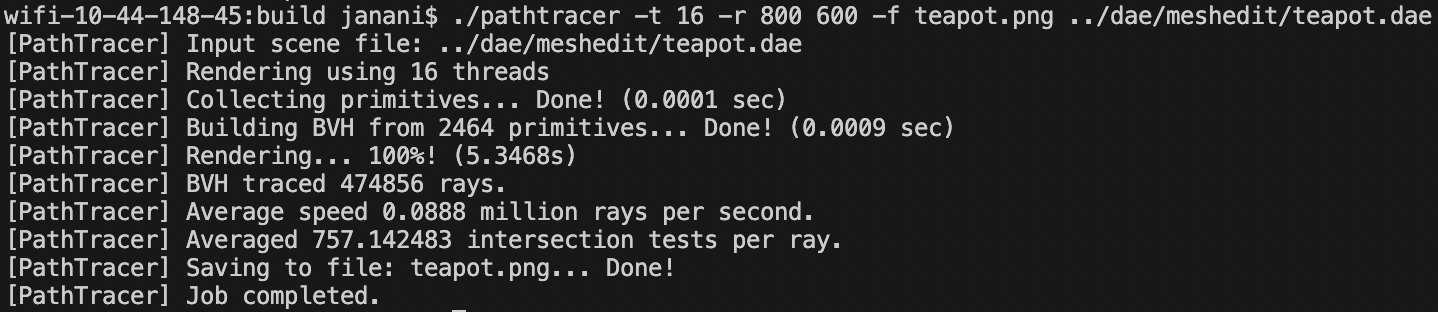 wifi-10-44-148-45:build janani$ ./pathtracer -t 16 -r 800 600 -f teapot.png ../dae/meshedit/teapot.dae
[PathTracer] Input scene file: ../dae/meshedit/teapot.dae
[PathTracer] Rendering using 16 threads
[PathTracer] Collecting primitives... Done! (0.0001 sec)
[PathTracer] Building BVH from 2464 primitives... Done! (0.0009 sec)
[PathTracer] Rendering... 100%! (5.3468s)
[PathTracer] BVH traced 474856 rays.
[PathTracer] Average speed 0.0888 million rays per second.
[PathTracer] Averaged 757.142483 intersection tests per ray.
[PathTracer] Saving to file: teapot.png... Done!
[PathTracer] Job completed.